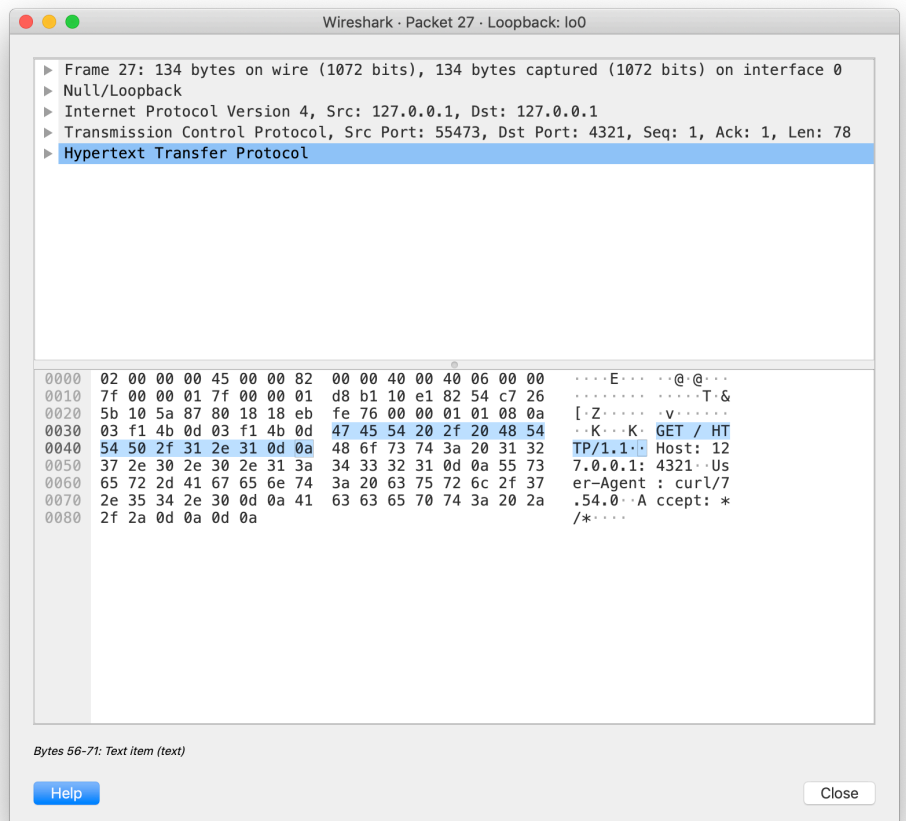 Wireshark · Packet 27 · Loopback: lo0
Frame 27: 134 bytes on wire (1072 bits), 134 bytes captured (1072 bits) on interface 0
Null/Loopback
Internet Protocol Version 4, Src: 127.0.0.1, Dst: 127.0.0.1
Transmission Control Protocol, Src Port: 55473, Dst Port: 4321, Seq: 1, Ack: 1, Len: 78
Hypertext Transfer Protocol
0000 02 00 00 00 45 00 00 82 00 00 40 00 40 06 00 00 ····E··· ··@·@···
0010 7f 00 00 01 7f 00 00 01 d8 b1 10 e1 82 54 c7 26 ········ ·····T·&
0020 5b 10 5a 87 80 18 18 eb fe 76 00 00 01 01 08 0a [·Z····· ·v······
0030 03 f1 4b 0d 03 f1 4b 0d 47 45 54 20 2f 20 48 54 ··K···K· GET / HT
0040 54 50 2f 31 2e 31 0d 0a 48 6f 73 74 3a 20 31 32 TP/1.1·· Host: 12
0050 37 2e 30 2e 30 2e 31 3a 34 33 32 31 0d 0a 55 73 7.0.0.1: 4321··Us
0060 65 72 2d 41 67 65 6e 74 3a 20 63 75 72 6c 2f 37 er-Agent : curl/7
0070 2e 35 34 2e 30 0d 0a 41 63 63 65 70 74 3a 20 2a .54.0··A ccept: *
0080 2f 2a 0d 0a 0d 0a /*····
Bytes 56-71: Text item (text)
Help
Close